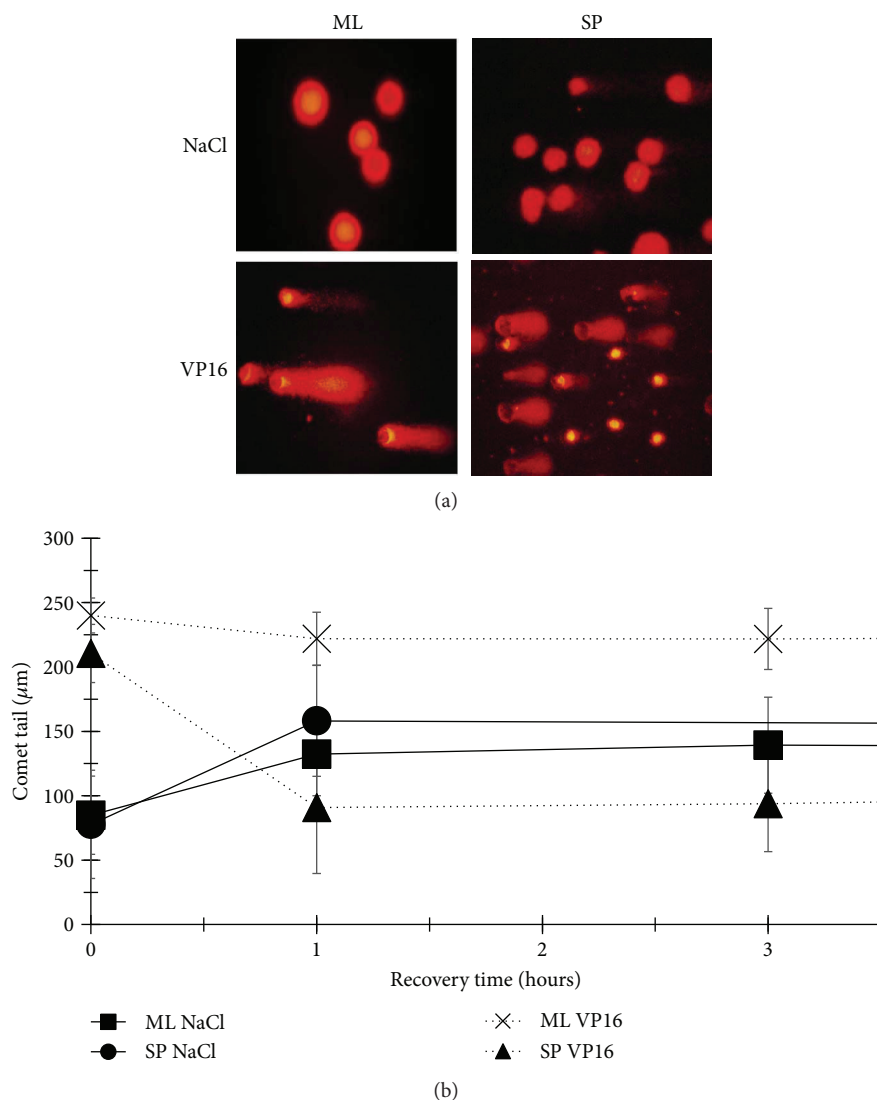 ML SP
NaCl
VP16
(a)
300
250
200
150
100
50
0
Comet tail (μm)
0 1 2 3
Recovery time (hours)
ML NaCl ML VP16
SP NaCl SP VP16
(b)